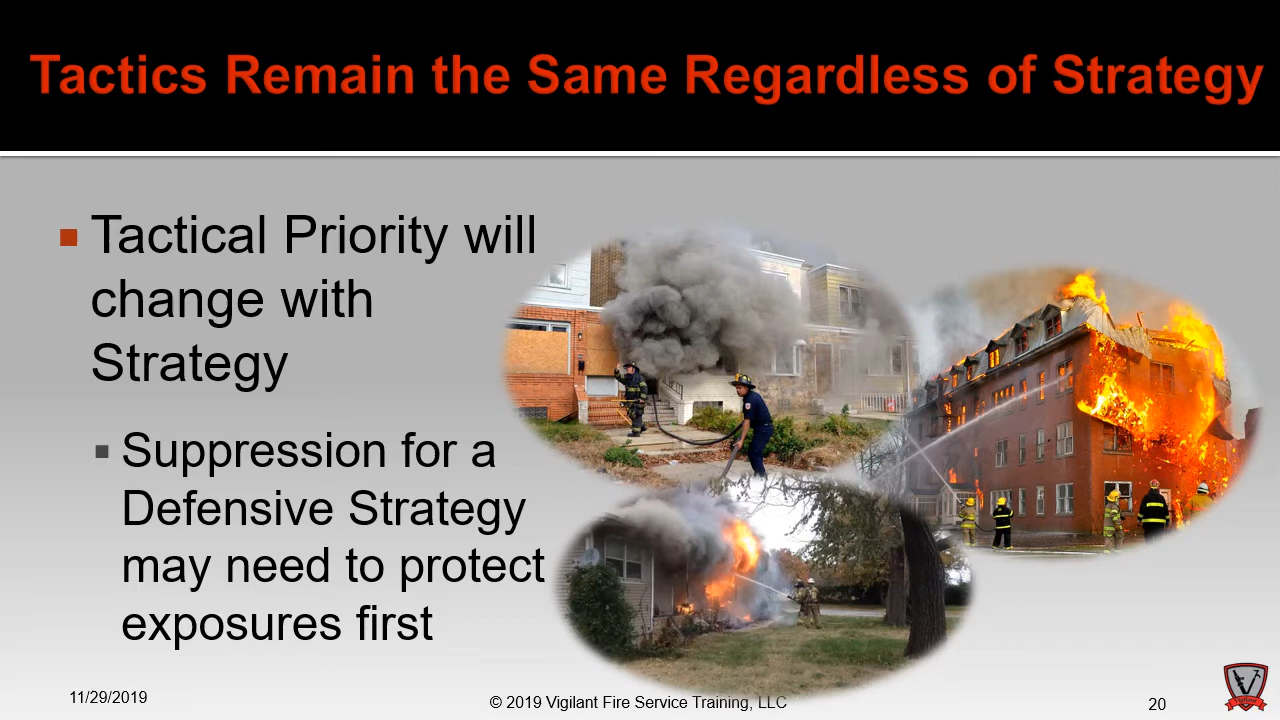 Tactics Remain the Same Regardless of Strategy
Tactical Priority will
change with
Strategy
Suppression for a
Defensive Strategy
may need to protect
exposures first
11/29/2019
© 2019 Vigilant Fire Service Training, LLC
20
Vigilant